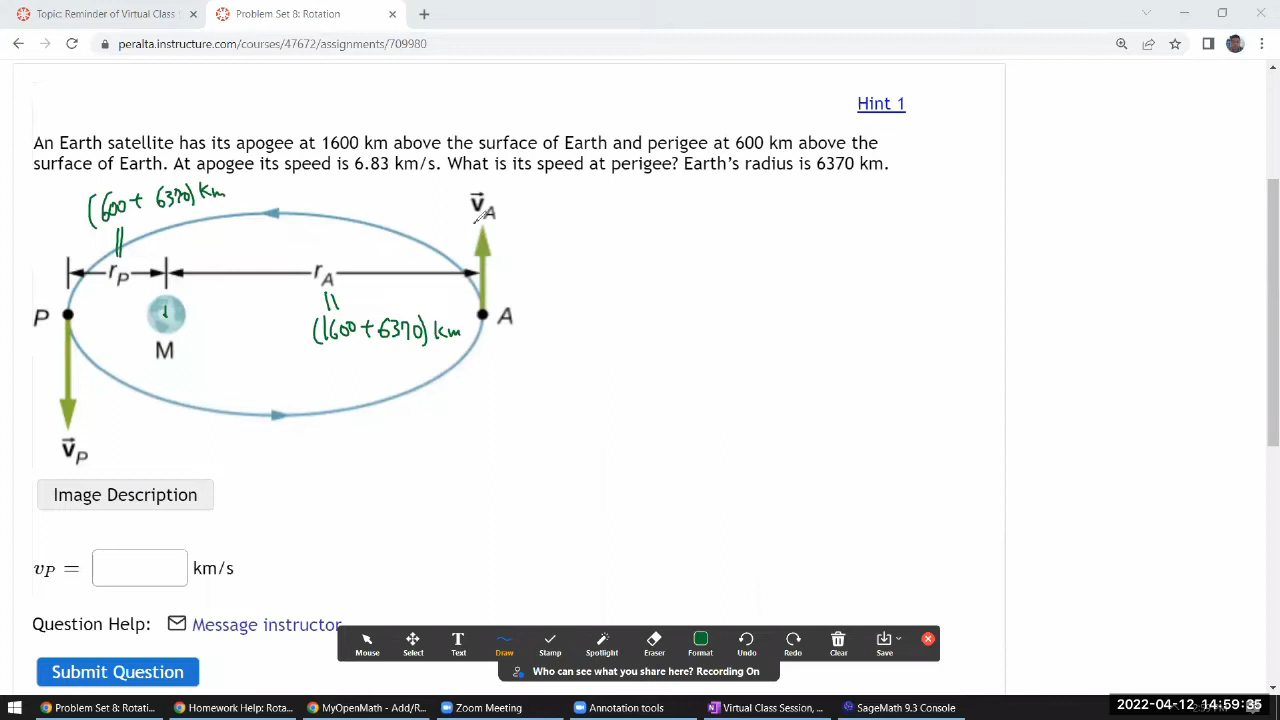 Topic: Reminder of Virtual Class
Problem Set 8: Rotation
peralta.instructure.com/courses/47672/assignments/709980
Hint 1
An Earth satellite has its apogee at 1600 km above the surface of Earth and perigee at 600 km above the
surface of Earth. At apogee its speed is 6.83 km/s. What is its speed at perigee? Earth's radius is 6370 km.
(600 + 6370) km
v_A
r_P
r_A
P
A
(1600 + 6370) km
M
v_P
Image Description
v_P = km/s
Question Help: Message instructor
Mouse Select Text Draw Stamp Spotlight Eraser Format Undo Redo Clear Save
Who can see what you share here? Recording On
Submit Question
Problem Set 8: Rotati... Homework Help: Rota... MyOpenMath - Add/R... Zoom Meeting Annotation tools Virtual Class Session, ... SageMath 9.3 Console 2022-04-12 14:59:35